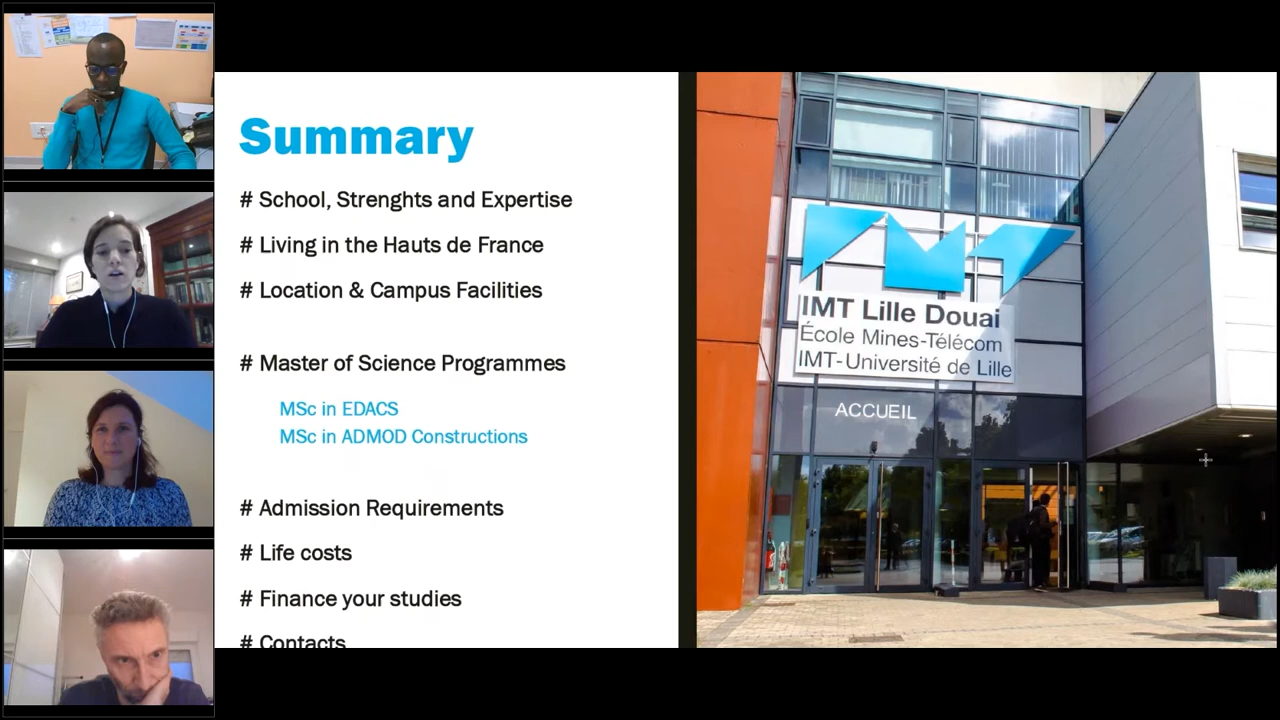 Summary
# School, Strenghts and Expertise
# Living in the Hauts de France
# Location & Campus Facilities
# Master of Science Programmes
MSc in EDACS
MSc in ADMOD Constructions
# Admission Requirements
# Life costs
# Finance your studies
# Contacts
IMT Lille Douai
École Mines-Télécom
IMT-Université de Lille
ACCUEIL